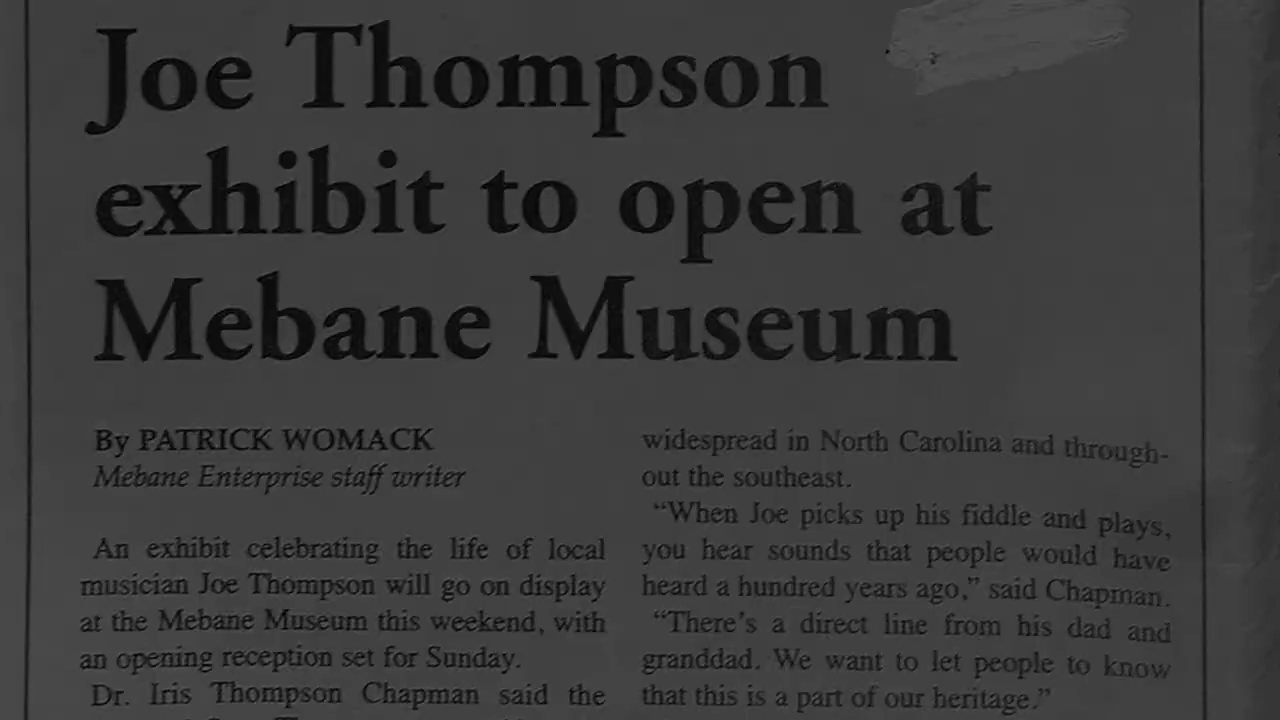 Joe Thompson
exhibit to open at
Mebane Museum
By PATRICK WOMACK
Mebane Enterprise staff writer
An exhibit celebrating the life of local
musician Joe Thompson will go on display
at the Mebane Museum this weekend, with
an opening reception set for Sunday.
Dr. Iris Thompson Chapman said the
widespread in North Carolina and through-
out the southeast.
“When Joe picks up his fiddle and plays,
you hear sounds that people would have
heard a hundred years ago,” said Chapman.
“There’s a direct line from his dad and
granddad. We want to let people to know
that this is a part of our heritage.”